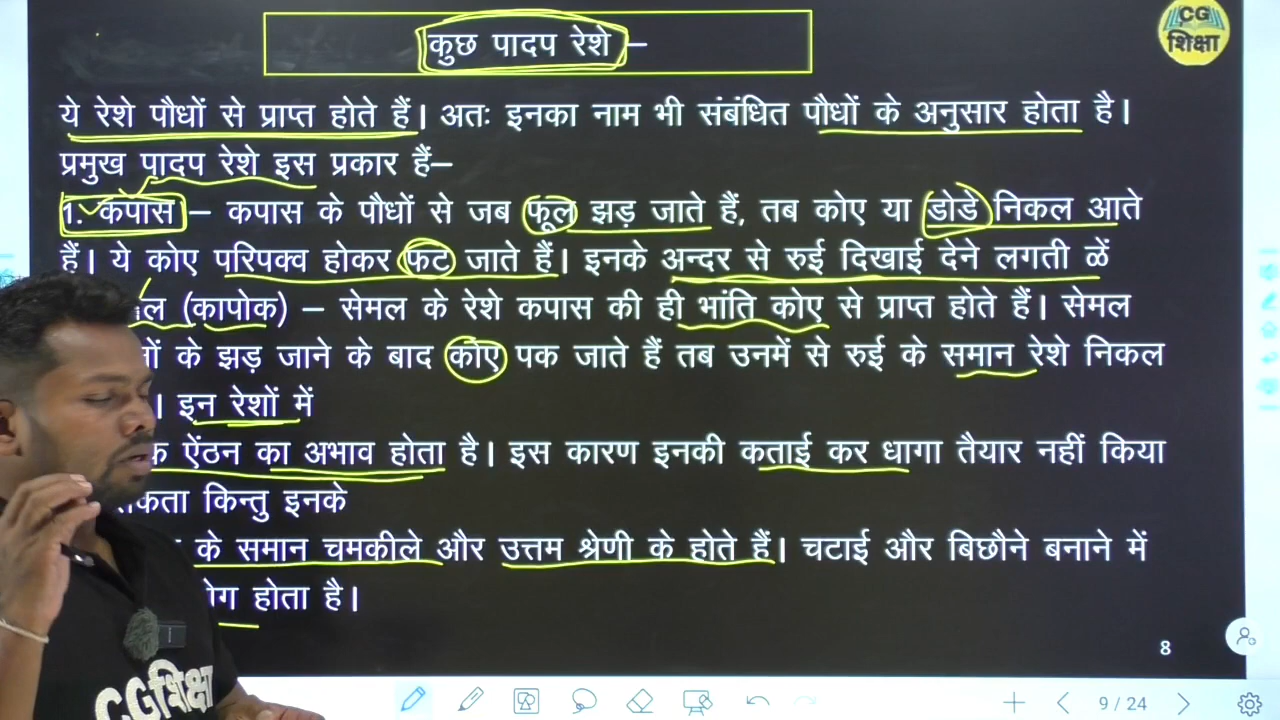 CG
शिक्षा
कुछ पादप रेशे –
ये रेशे पौधों से प्राप्त होते हैं। अतः इनका नाम भी संबंधित पौधों के अनुसार होता है।
प्रमुख पादप रेशे इस प्रकार हैं–
1. कपास – कपास के पौधों से जब फूल झड़ जाते हैं, तब कोए या डोडे निकल आते
हैं। ये कोए परिपक्व होकर फट जाते हैं। इनके अन्दर से रुई दिखाई देने लगती ळें
(कापोक) – सेमल के रेशे कपास की ही भांति कोए से प्राप्त होते हैं। सेमल
के झड़ जाने के बाद कोए पक जाते हैं तब उनमें से रुई के समान रेशे निकल
। इन रेशों में
ऐंठन का अभाव होता है। इस कारण इनकी कताई कर धागा तैयार नहीं किया
किन्तु इनके
के समान चमकीले और उत्तम श्रेणी के होते हैं। चटाई और बिछौने बनाने में
होता है।
8
CGशिक्षा
9 / 24